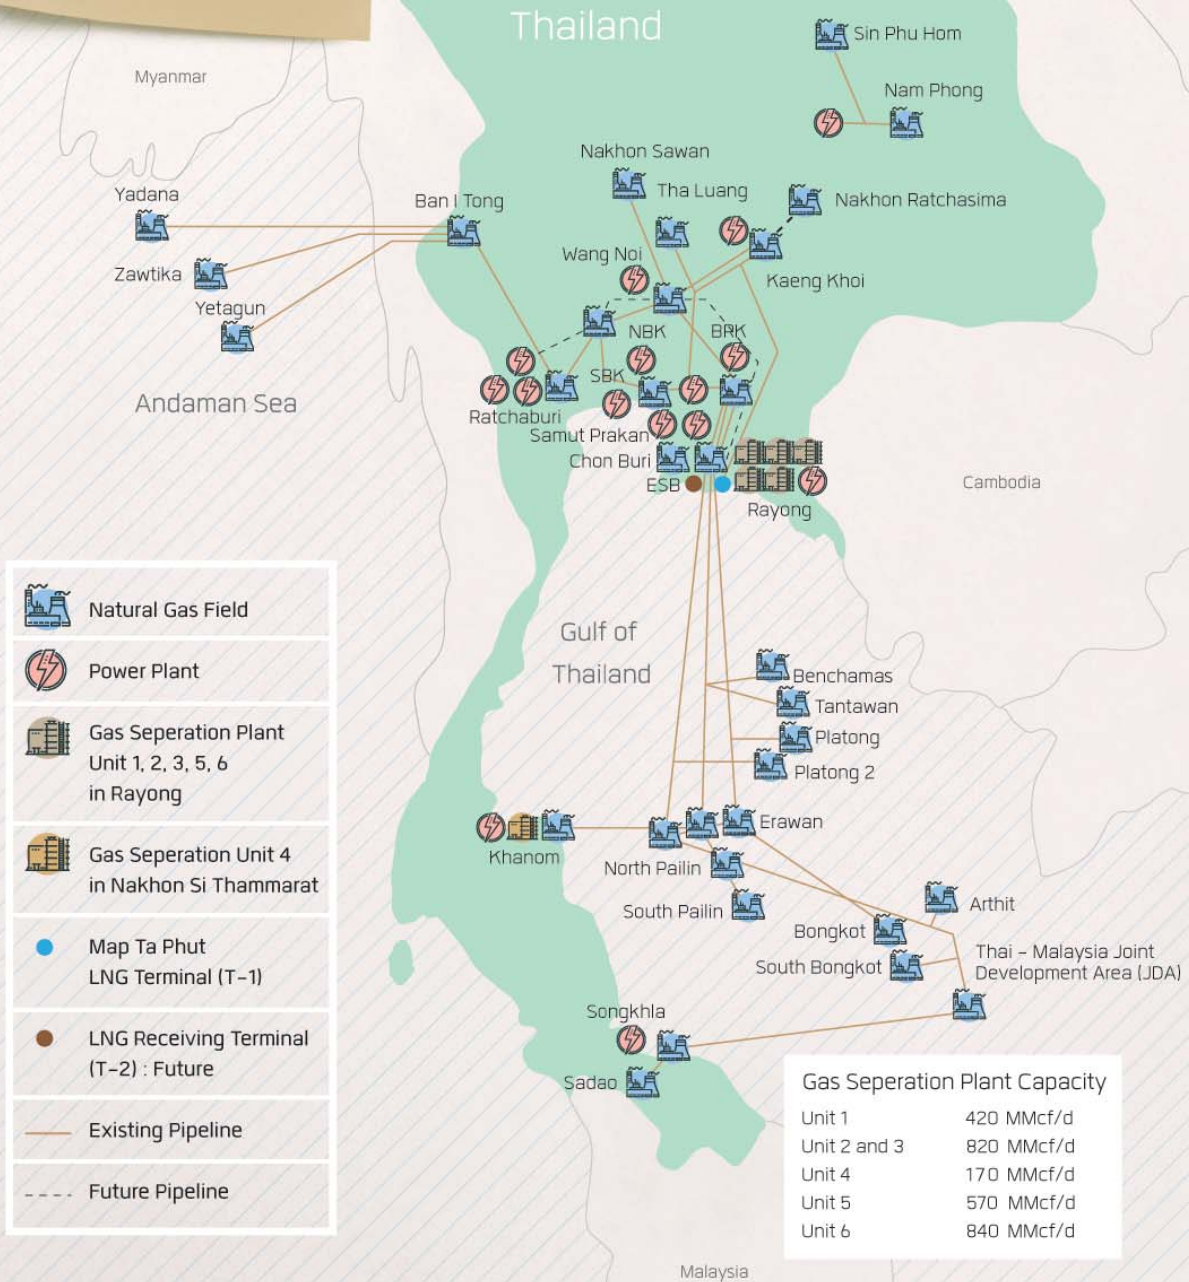 Thailand
Sin Phu Hom
Myanmar
Nam Phong
Nakhon Sawan
Yadana
Ban I Tong
Tha Luang
Nakhon Ratchasima
Wang Noi
Zawtika
Kaeng Khoi
Yetagun
NBK
BPK
SBK
Andaman Sea
Ratchaburi
Samut Prakan
Chon Buri
ESB
Rayong
Cambodia
Natural Gas Field
Power Plant
Gas Seperation Plant
Unit 1, 2, 3, 5, 6
in Rayong
Gas Seperation Unit 4
in Nakhon Si Thammarat
Map Ta Phut
LNG Terminal (T-1)
LNG Receiving Terminal
(T-2) : Future
Existing Pipeline
Future Pipeline
Gulf of
Thailand
Benchamas
Tantawan
Platong
Platong 2
Erawan
Khanom
North Pailin
South Pailin
Arthit
Bongkot
South Bongkot
Thai – Malaysia Joint
Development Area (JDA)
Songkhla
Sadao
Gas Seperation Plant Capacity
Unit 1 420 MMcf/d
Unit 2 and 3 820 MMcf/d
Unit 4 170 MMcf/d
Unit 5 570 MMcf/d
Unit 6 840 MMcf/d
Malaysia